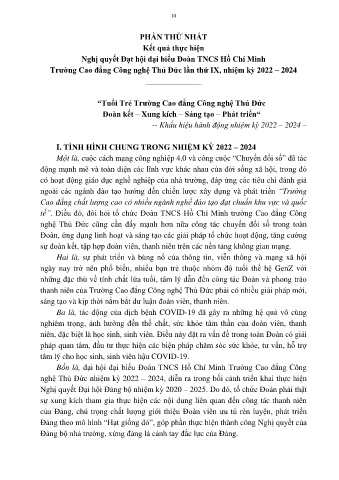 10
PHẦN THỨ NHẤT
Kết quả thực hiện
Nghị quyết Đạt hội đại biểu Đoàn TNCS Hồ Chí Minh
Trường Cao đẳng Công nghệ Thủ Đức lần thứ IX, nhiệm kỳ 2022 – 2024
“Tuổi Trẻ Trường Cao đẳng Công nghệ Thủ Đức
Đoàn kết – Xung kích – Sáng tạo – Phát triển“
-- Khẩu hiệu hành động nhiệm kỳ 2022 – 2024 –
I. TÌNH HÌNH CHUNG TRONG NHIỆM KỲ 2022 – 2024
Một là, cuộc cách mạng công nghiệp 4.0 và công cuộc “Chuyển đổi số” đã tác
động mạnh mẽ và toàn diện các lĩnh vực khác nhau của đời sống xã hội, trong đó
có hoạt động giáo dục nghề nghiệp của nhà trường, đáp ứng các tiêu chí đánh giá
ngoài các ngành đào tạo hướng đến chiến lược xây dựng và phát triển “Trường
Cao đẳng chất lượng cao có nhiều ngành nghề đào tạo đạt chuẩn khu vực và quốc
tế”. Điều đó, đòi hỏi tổ chức Đoàn TNCS Hồ Chí Minh trường Cao đẳng Công
nghệ Thủ Đức cũng cần đẩy mạnh hơn nữa công tác chuyển đổi số trong toàn
Đoàn, ứng dụng linh hoạt và sáng tạo các giải pháp tổ chức hoạt động, tăng cường
sự đoàn kết, tập hợp đoàn viên, thanh niên trên các nền tảng không gian mạng.
Hai là, sự phát triển và bùng nổ của thông tin, viễn thông và mạng xã hội
ngày nay trở nên phổ biến, nhiều bạn trẻ thuộc nhóm độ tuổi thế hệ GenZ với
những đặc thù về tính chất lứa tuổi, tâm lý dẫn đến công tác Đoàn và phong trào
thanh niên của Trường Cao đẳng Công nghệ Thủ Đức phải có nhiều giải pháp mới,
sáng tạo và kịp thời nắm bắt dư luận đoàn viên, thanh niên.
Ba là, tác động của dịch bệnh COVID-19 đã gây ra những hệ quả vô cùng
nghiêm trọng, ảnh hưởng đến thể chất, sức khỏe tâm thần của đoàn viên, thanh
niên, đặc biệt là học sinh, sinh viên. Điều này đặt ra vấn đề trong toàn Đoàn có giải
pháp quan tâm, đầu tư thực hiện các biện pháp chăm sóc sức khỏe, tư vấn, hỗ trợ
tâm lý cho học sinh, sinh viên hậu COVID-19.
Bốn là, đại hội đại biểu Đoàn TNCS Hồ Chí Minh Trường Cao đẳng Công
nghệ Thủ Đức nhiệm kỳ 2022 – 2024, diễn ra trong bối cảnh triển khai thực hiện
Nghị quyết Đại hội Đảng bộ nhiệm kỳ 2020 – 2025. Do đó, tổ chức Đoàn phải thật
sự xung kích tham gia thực hiện các nội dung liên quan đến công tác thanh niên
của Đảng, chú trọng chất lượng giới thiệu Đoàn viên ưu tú rèn luyện, phát triển
Đảng theo mô hình “Hạt giống đỏ”, góp phần thực hiện thành công Nghị quyết của
Đảng bộ nhà trường, xứng đáng là cánh tay đắc lực của Đảng.